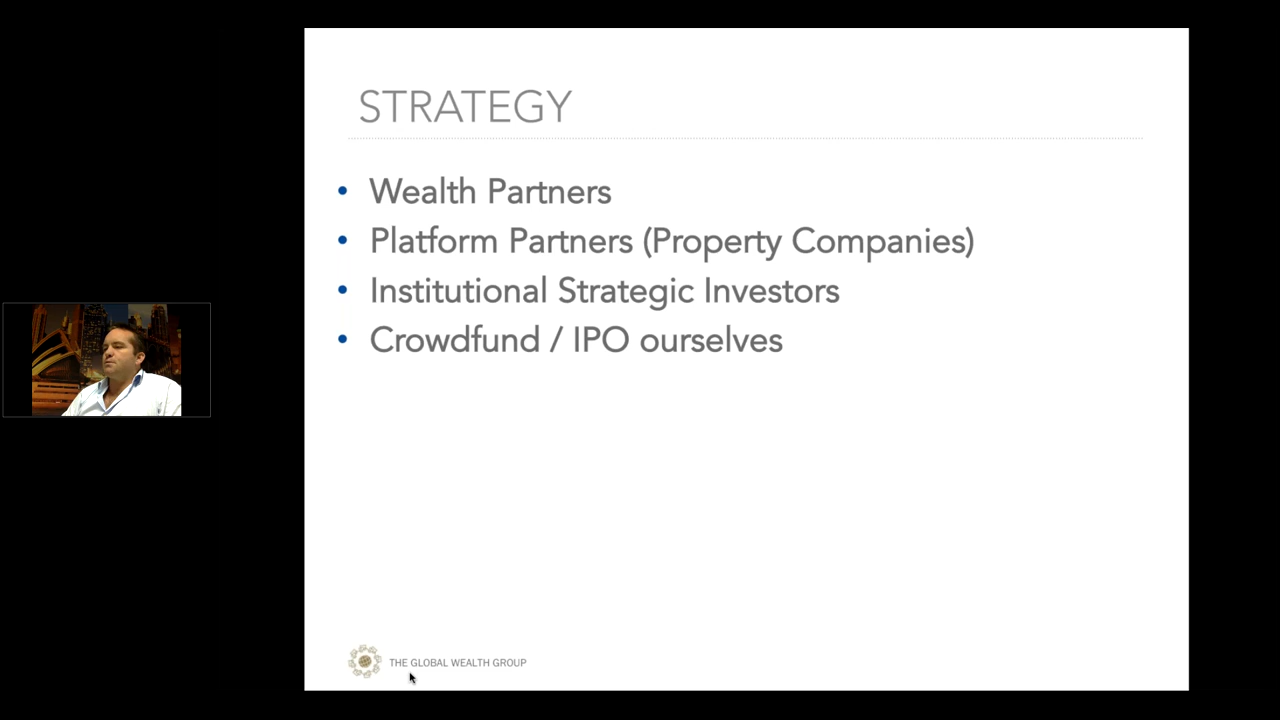 STRATEGY
• Wealth Partners
• Platform Partners (Property Companies)
• Institutional Strategic Investors
• Crowdfund / IPO ourselves
THE GLOBAL WEALTH GROUP